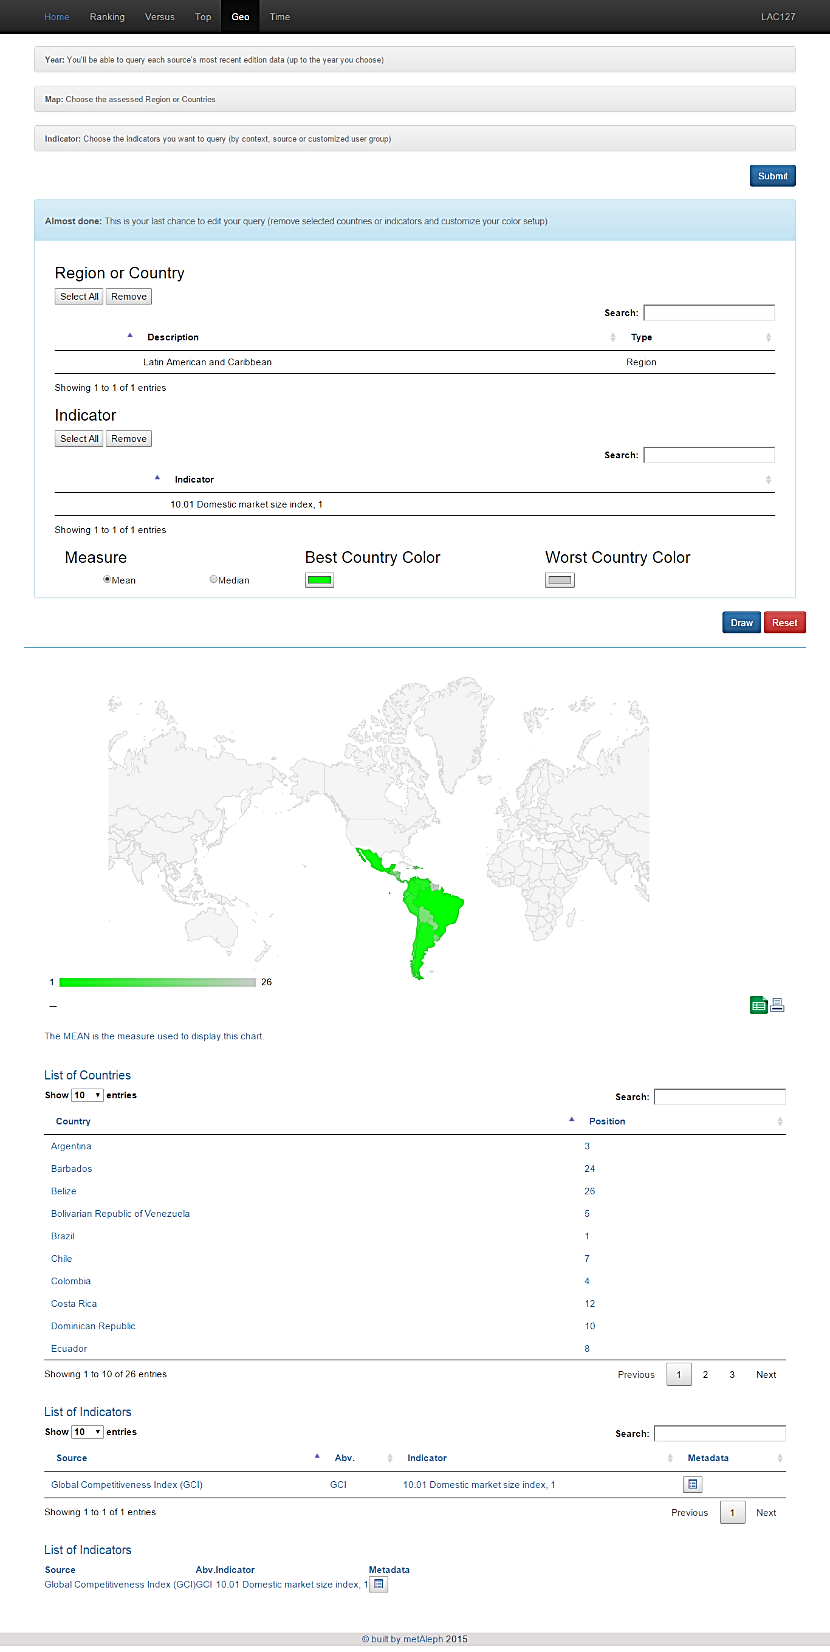 Home Ranking Versus Top Geo Time LAC127
Year: You'll be able to query each source's most recent edition data (up to the year you choose)
Map: Choose the assessed Region or Countries
Indicator: Choose the indicators you want to query (by context, source or customized user group)
Submit
Almost done: This is your last chance to edit your query (remove selected countries or indicators and customize your color setup)
Region or Country
Select All Remove
Search:
Description Type
Latin American and Caribbean Region
Showing 1 to 1 of 1 entries
Indicator
Select All Remove
Search:
Indicator
10.01 Domestic market size index, 1
Showing 1 to 1 of 1 entries
Measure Best Country Color Worst Country Color
Mean Median
Draw Reset
1 26
The MEAN is the measure used to display this chart.
List of Countries
Show 10 entries Search:
Country Position
Argentina 3
Barbados 24
Belize 26
Bolivarian Republic of Venezuela 5
Brazil 1
Chile 7
Colombia 4
Costa Rica 12
Dominican Republic 10
Ecuador 8
Showing 1 to 10 of 26 entries Previous 1 2 3 Next
List of Indicators
Show 10 entries Search:
Source Abv. Indicator Metadata
Global Competitiveness Index (GCI) GCI 10.01 Domestic market size index, 1
Showing 1 to 1 of 1 entries Previous 1 Next
List of Indicators
Source Abv.Indicator Metadata
Global Competitiveness Index (GCI)GCI 10.01 Domestic market size index, 1
© built by metAleph 2015